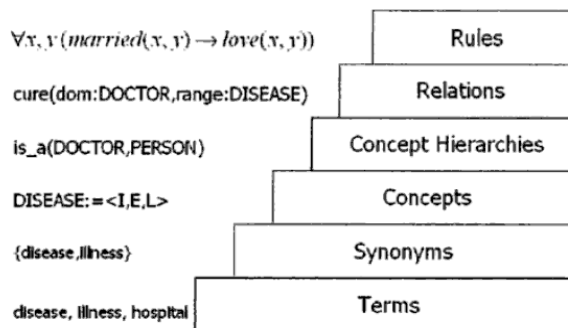 ∀x, y (married(x, y) → love(x, y)) Rules
cure(dom:DOCTOR,range:DISEASE) Relations
is_a(DOCTOR,PERSON) Concept Hierarchies
DISEASE:=<I,E,L> Concepts
{disease,illness} Synonyms
disease, illness, hospital Terms